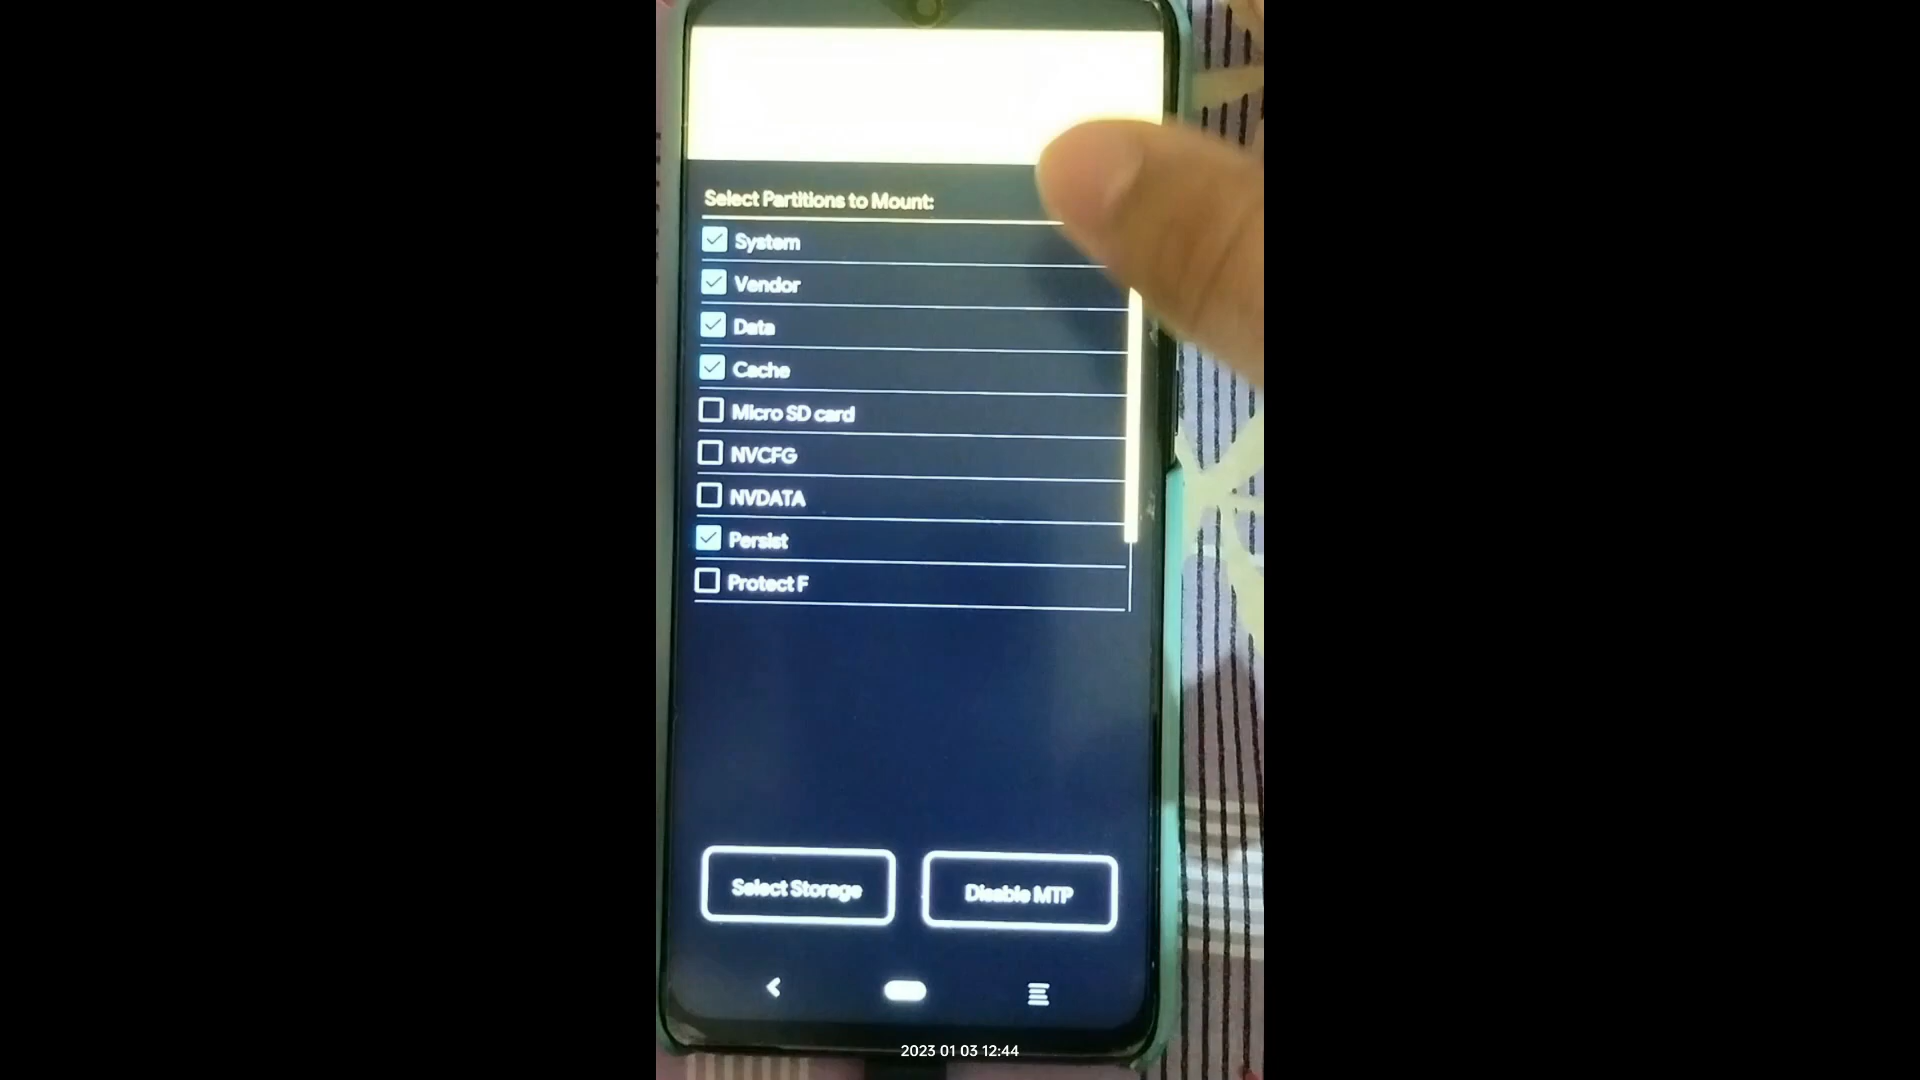 Select Partitions to Mount:
System
Vendor
Data
Cache
Micro SD card
NVCFG
NVDATA
Persist
Protect F
Select Storage
Disable MTP
2023 01 03 12:44